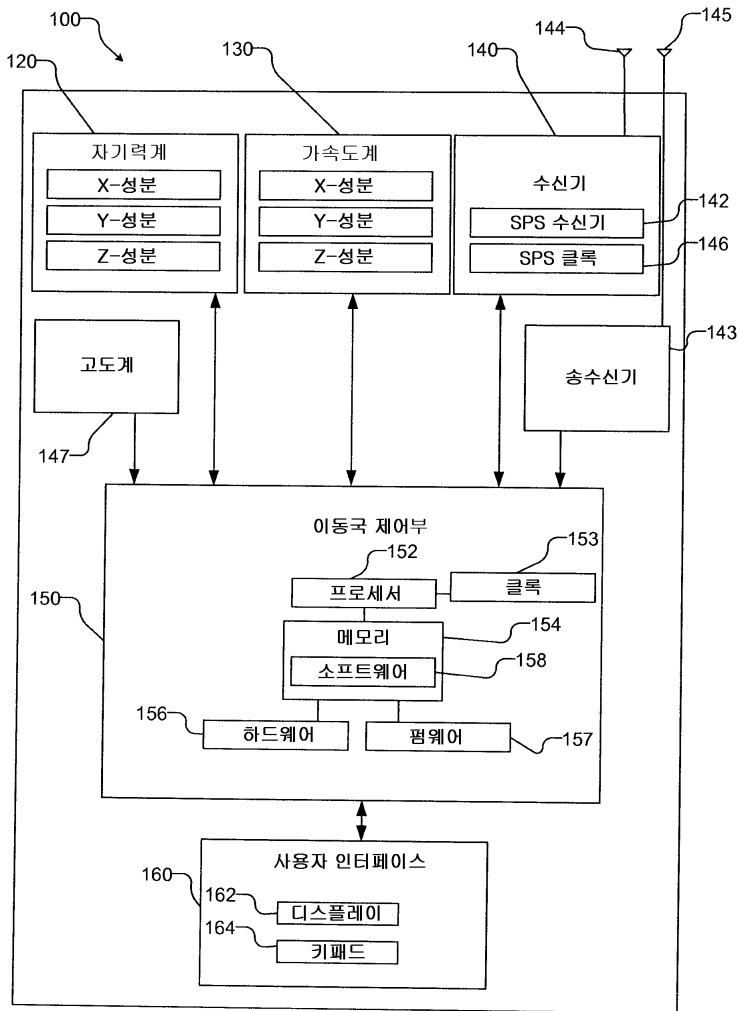 100
120
130
140
144
145
자기력계
X-성분
Y-성분
Z-성분
가속도계
X-성분
Y-성분
Z-성분
수신기
SPS 수신기
SPS 클록
142
146
고도계
147
송수신기
143
이동국 제어부
150
152
프로세서
153
클록
메모리
154
소프트웨어
158
156
하드웨어
펌웨어
157
사용자 인터페이스
160
162
디스플레이
164
키패드